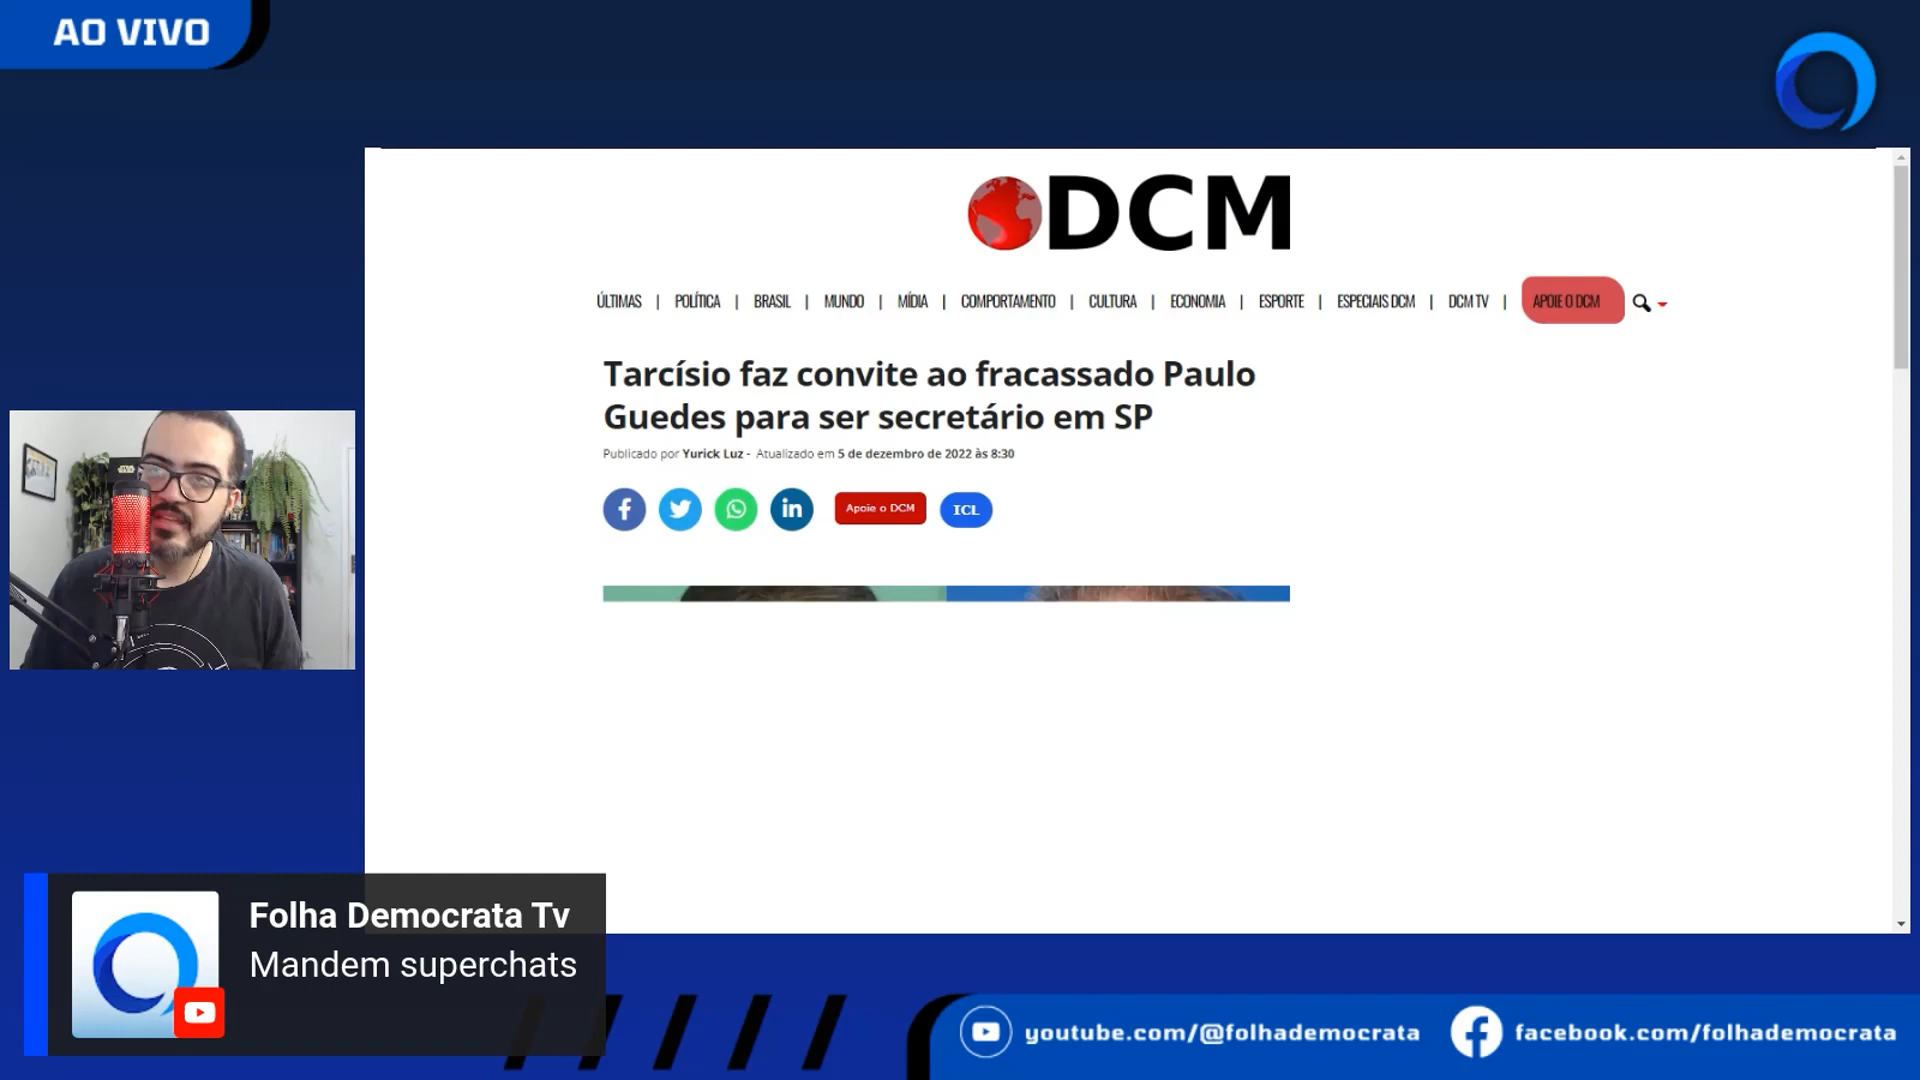 AO VIVO
DCM
ÚLTIMAS | POLÍTICA | BRASIL | MUNDO | MÍDIA | COMPORTAMENTO | CULTURA | ECONOMIA | ESPORTE | ESPECIAIS DCM | DCM TV | APOIE O DCM
Tarcísio faz convite ao fracassado Paulo
Guedes para ser secretário em SP
Publicado por Yurick Luz - Atualizado em 5 de dezembro de 2022 às 8:30
Apoie o DCM ICL
Folha Democrata Tv
Mandem superchats
youtube.com/@folhademocrata facebook.com/folhademocrata